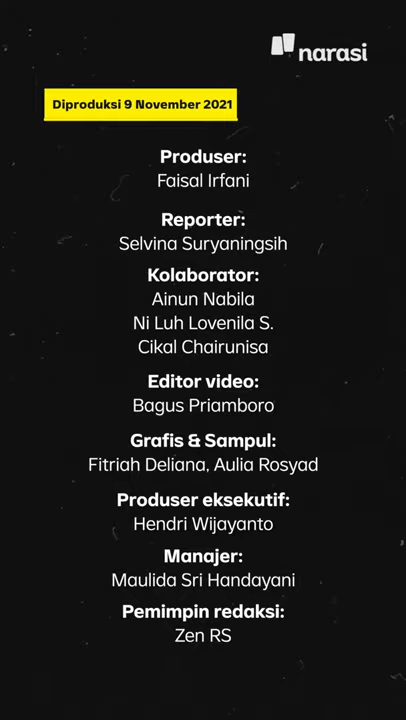 narasi
Diproduksi 9 November 2021
Produser:
Faisal Irfani
Reporter:
Selvina Suryaningsih
Kolaborator:
Ainun Nabila
Ni Luh Lovenila S.
Cikal Chairunisa
Editor video:
Bagus Priamboro
Grafis & Sampul:
Fitriah Deliana, Aulia Rosyad
Produser eksekutif:
Hendri Wijayanto
Manajer:
Maulida Sri Handayani
Pemimpin redaksi:
Zen RS